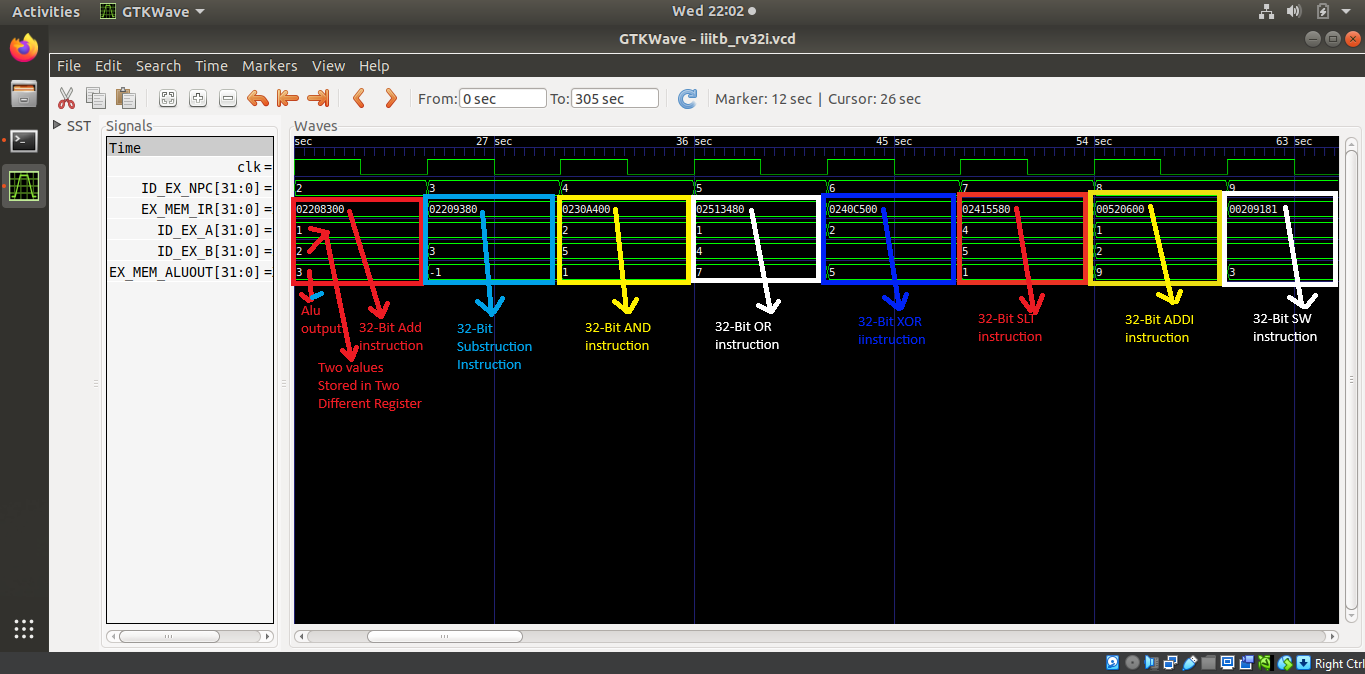 Activities GTKWave Wed 22:02
GTKWave - iiitb_rv32i.vcd
File Edit Search Time Markers View Help
From: 0 sec To: 305 sec Marker: 12 sec | Cursor: 26 sec
SST Signals Waves
Time sec 27 sec 36 sec 45 sec 54 sec 63 sec
clk =
ID_EX_NPC[31:0] = 2 3 4 5 6 7 8 9
EX_MEM_IR[31:0] = 02208300 02209380 0230A400 02513480 0240C500 02415580 00520600 00209181
ID_EX_A[31:0] = 1 2 1 2 4 1
ID_EX_B[31:0] = 2 3 5 4 5 2
EX_MEM_ALUOUT[31:0] = 3 -1 1 7 5 1 9 3
Alu
output
32-Bit Add
instruction
Two values
Stored in Two
Different Register
32-Bit
Substruction
Instruction
32-Bit AND
instruction
32-Bit OR
instruction
32-Bit XOR
iinstruction
32-Bit SLT
instruction
32-Bit ADDI
instruction
32-Bit SW
instruction
Right Ctrl